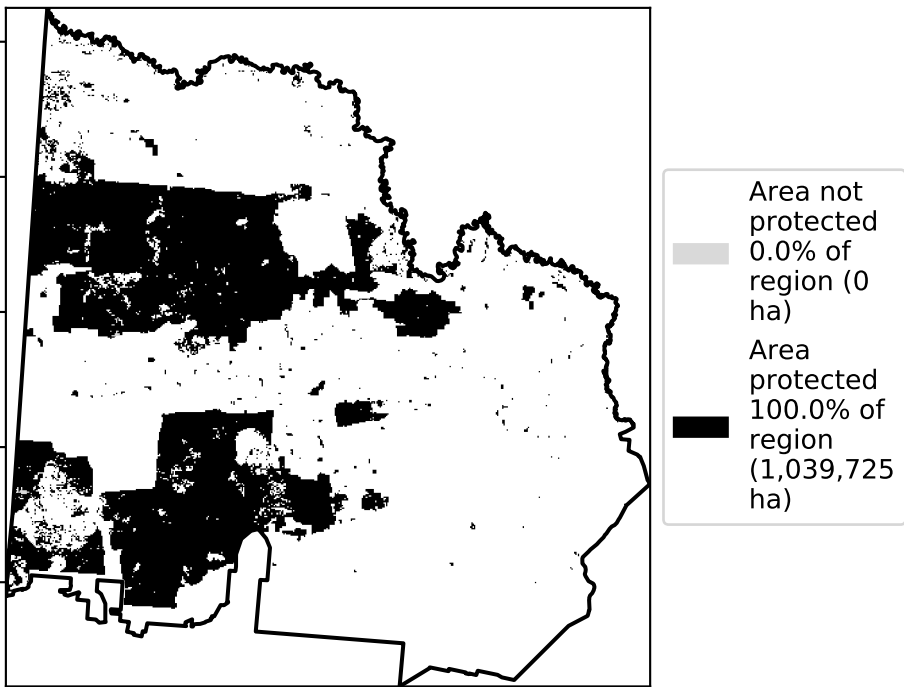 Area not
protected
0.0% of
region (0
ha)
Area
protected
100.0% of
region
(1,039,725
ha)